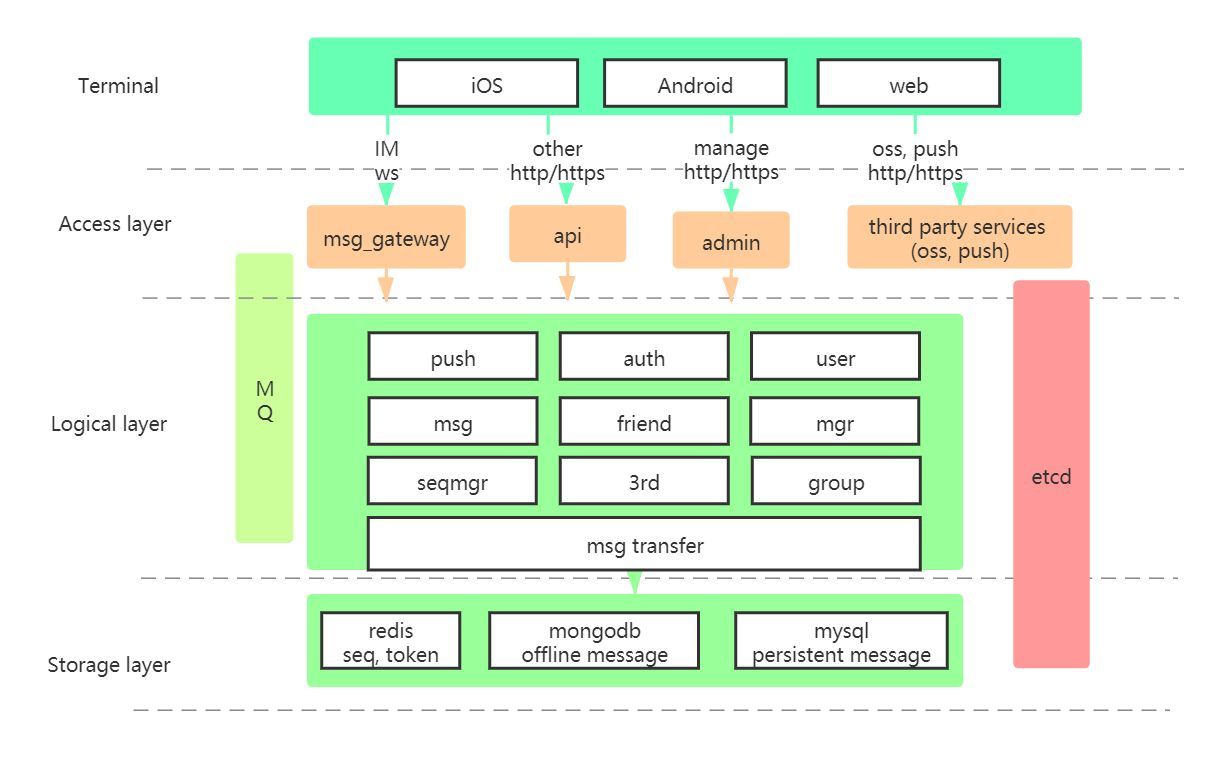 Terminal
iOS
Android
web
IM
ws
other
http/https
manage
http/https
oss, push
http/https
Access layer
msg_gateway
api
admin
third party services
(oss, push)
M
Q
Logical layer
push
auth
user
msg
friend
mgr
seqmgr
3rd
group
msg transfer
etcd
Storage layer
redis
seq, token
mongodb
offline message
mysql
persistent message